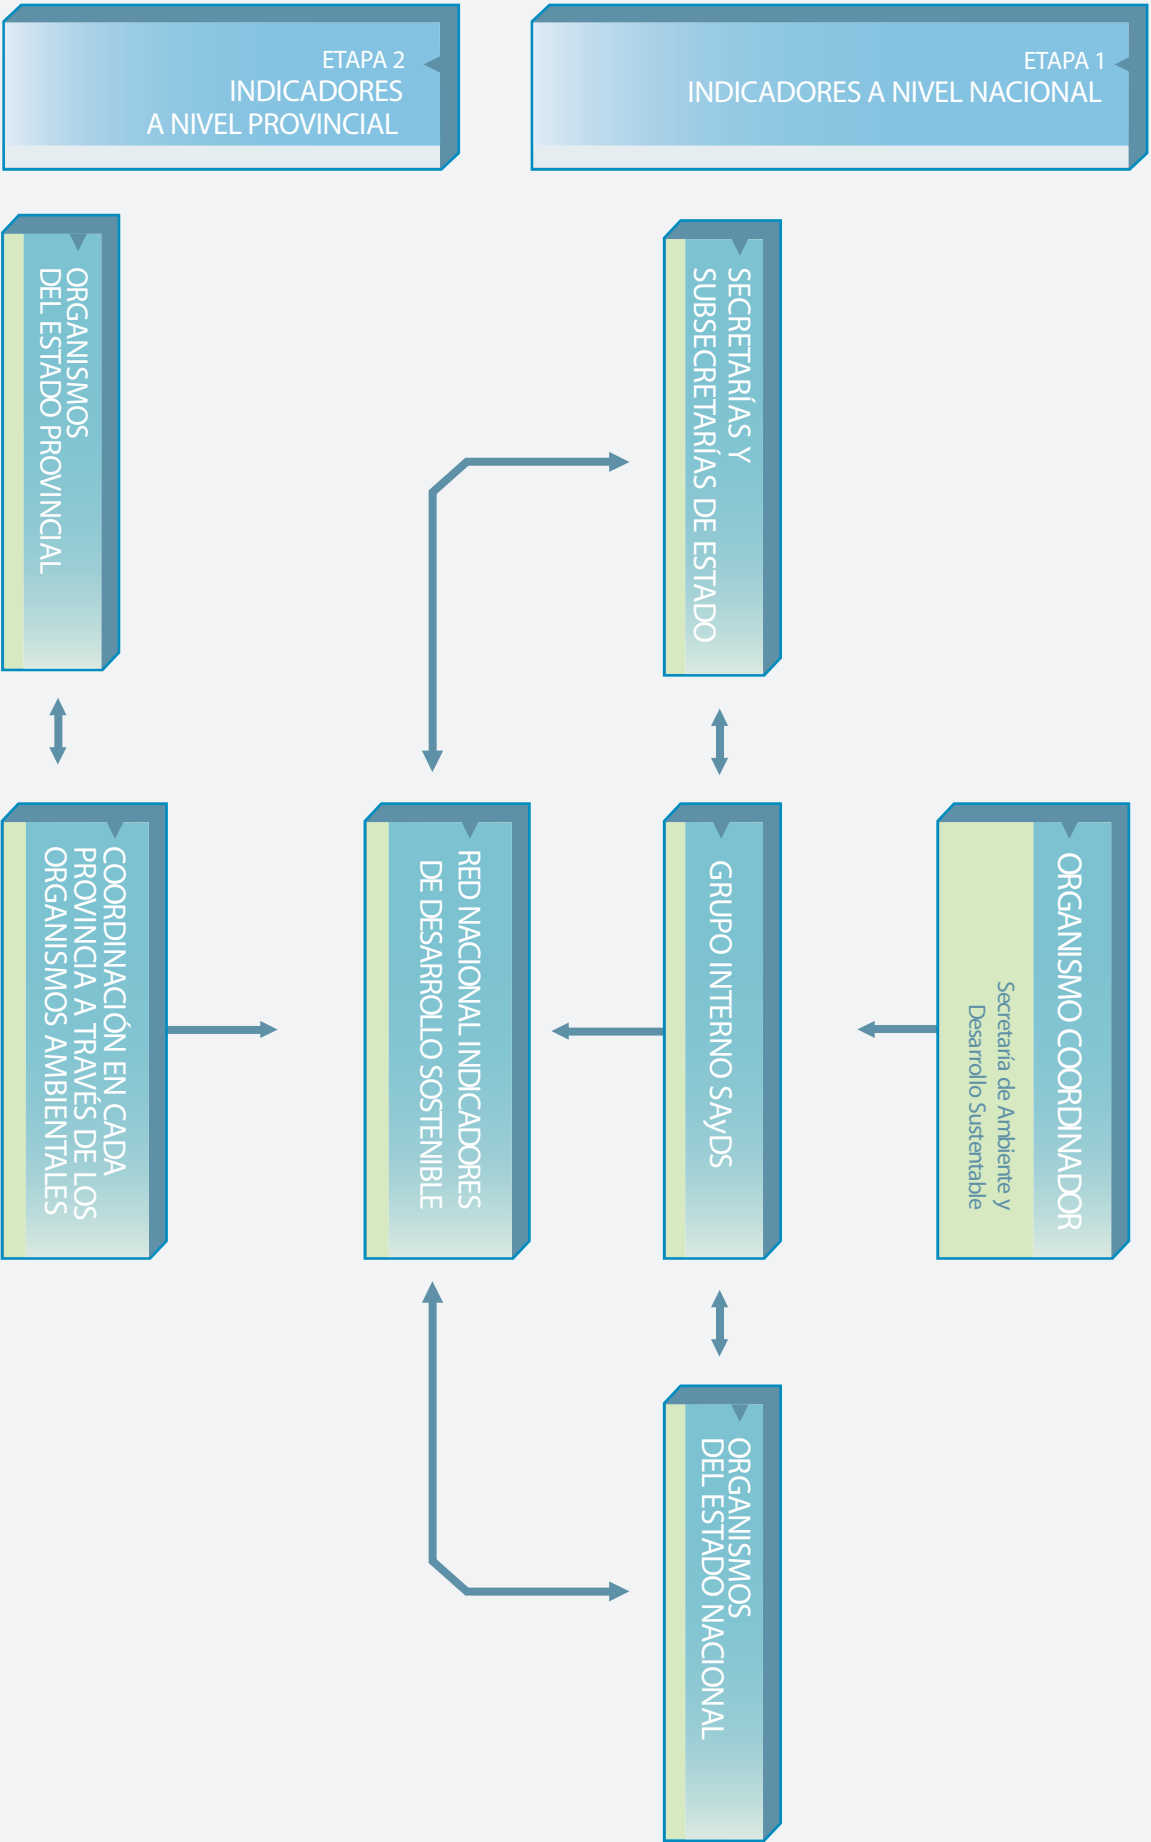 ETAPA 1
INDICADORES A NIVEL NACIONAL
ETAPA 2
INDICADORES
A NIVEL PROVINCIAL
ORGANISMO COORDINADOR
Secretaría de Ambiente y
Desarrollo Sustentable
SECRETARÍAS Y
SUBSECRETARÍAS DE ESTADO
GRUPO INTERNO SAyDS
ORGANISMOS
DEL ESTADO NACIONAL
RED NACIONAL INDICADORES
DE DESARROLLO SOSTENIBLE
ORGANISMOS
DEL ESTADO PROVINCIAL
COORDINACIÓN EN CADA
PROVINCIA A TRAVÉS DE LOS
ORGANISMOS AMBIENTALES